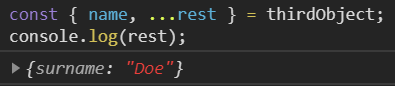 const { name, ...rest } = thirdObject;
console.log(rest);
▶ {surname: "Doe"}